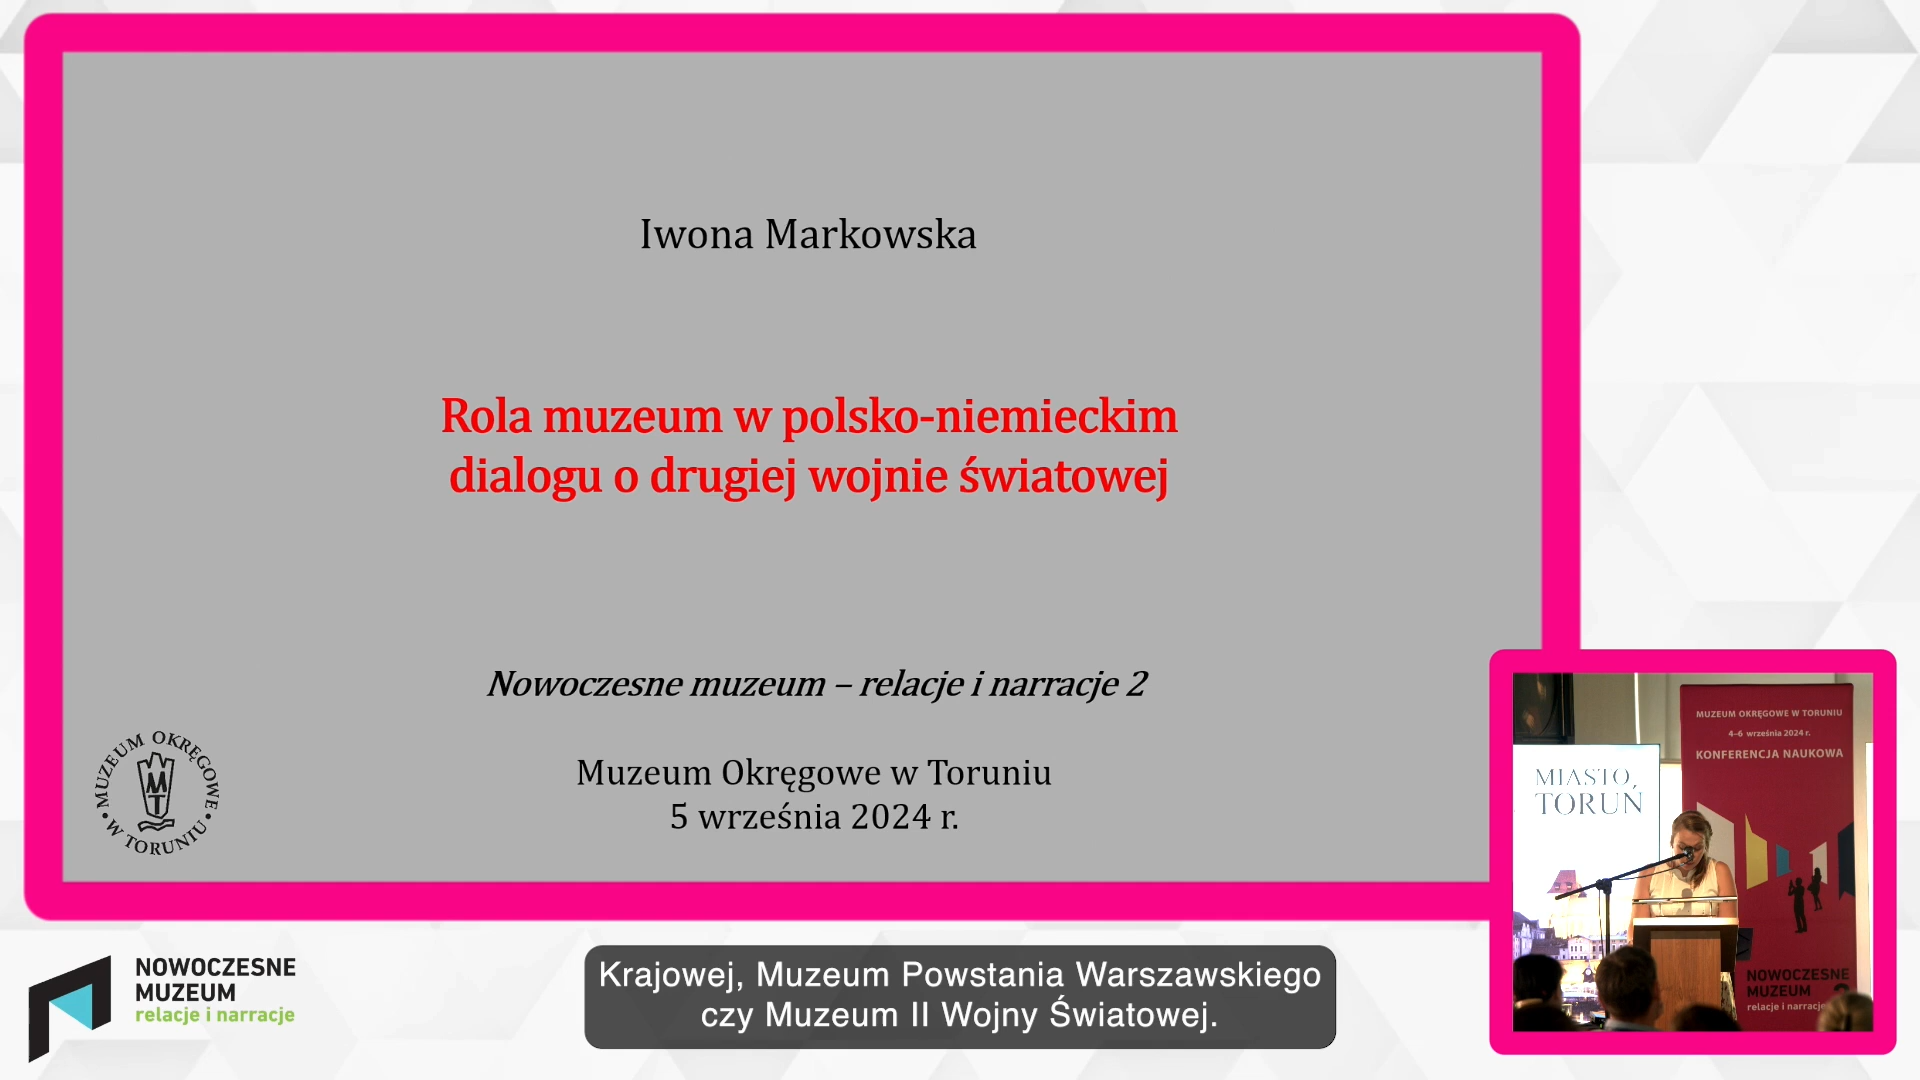 Iwona Markowska
Rola muzeum w polsko-niemieckim
dialogu o drugiej wojnie światowej
Nowoczesne muzeum – relacje i narracje 2
Muzeum Okręgowe w Toruniu
5 września 2024 r.
MUZEUM OKRĘGOWE
W TORUNIU
MT
MUZEUM OKRĘGOWE W TORUNIU
4–6 września 2024 r.
KONFERENCJA NAUKOWA
MIASTO,
TORUŃ
NOWOCZESNE
MUZEUM 2
relacje i narracje
NOWOCZESNE
MUZEUM
relacje i narracje
Krajowej, Muzeum Powstania Warszawskiego
czy Muzeum II Wojny Światowej.